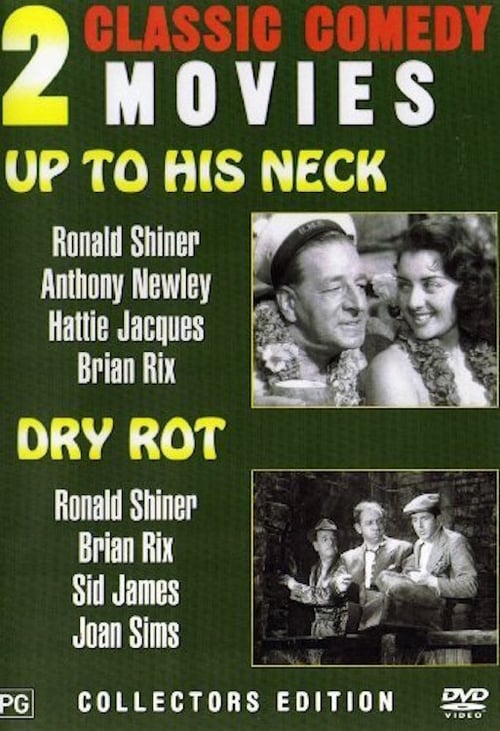 2 CLASSIC COMEDY
MOVIES
UP TO HIS NECK
Ronald Shiner
Anthony Newley
Hattie Jacques
Brian Rix
DRY ROT
Ronald Shiner
Brian Rix
Sid James
Joan Sims
PG COLLECTORS EDITION DVD
VIDEO